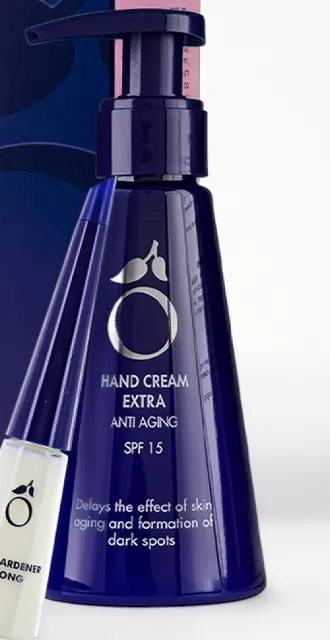 HAND CREAM
EXTRA
ANTI AGING
SPF 15
Delays the effect of skin
aging and formation of
dark spots
ARDENER
ONG